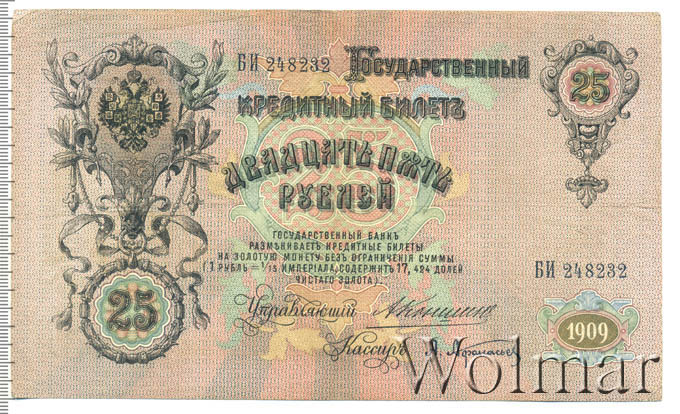 БИ 248232 Государственный
Кредитный Билетъ
Двадцать пять
рублей
25
Государственный Банкъ
размѣниваетъ кредитные билеты
на золотую монету безъ ограниченія суммы
(1 рубль = 1/15 имперіала, содержитъ 17, 424 долей
чистаго золота).
БИ 248232
25
Управляющій
Кассиръ
1909
Wolmar